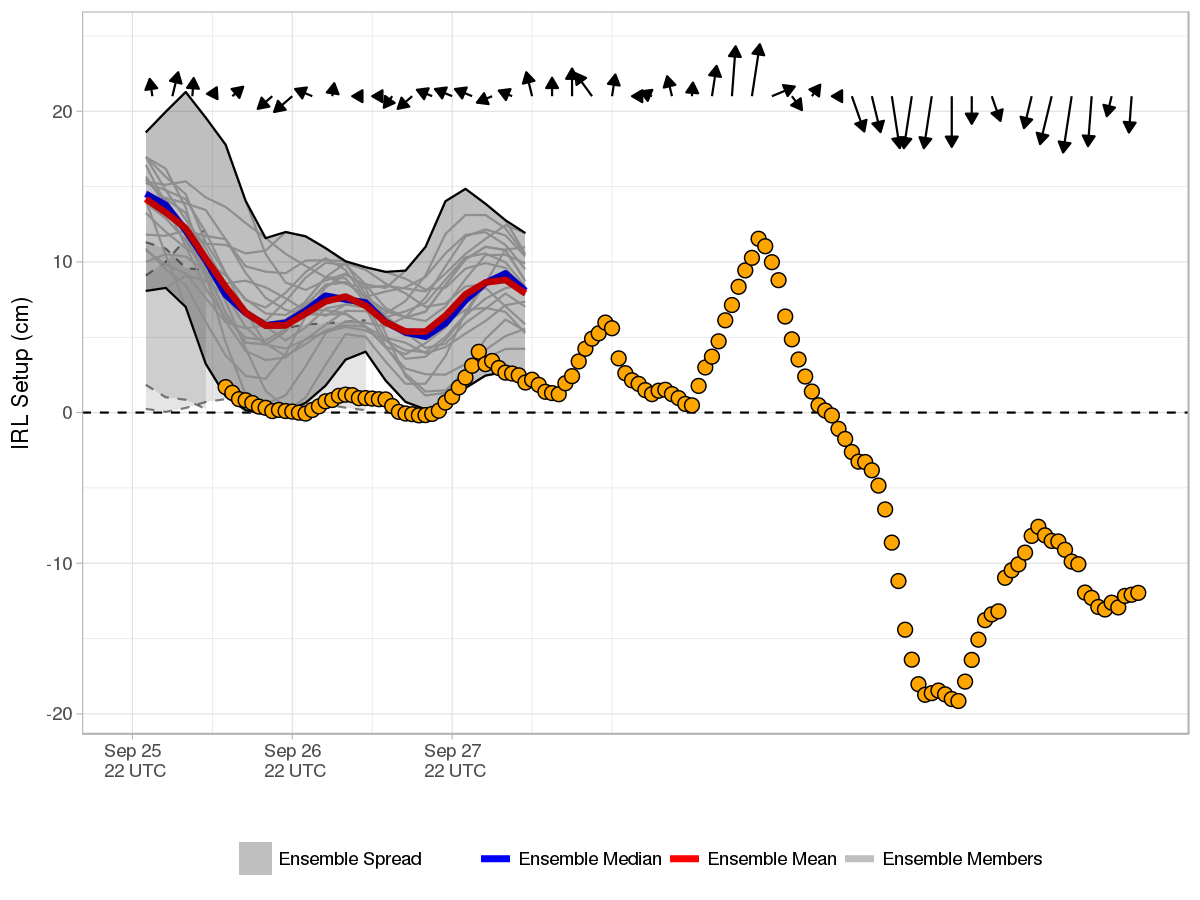 IRL Setup (cm)
20
10
0
-10
-20
Sep 25
22 UTC
Sep 26
22 UTC
Sep 27
22 UTC
Ensemble Spread
Ensemble Median
Ensemble Mean
Ensemble Members